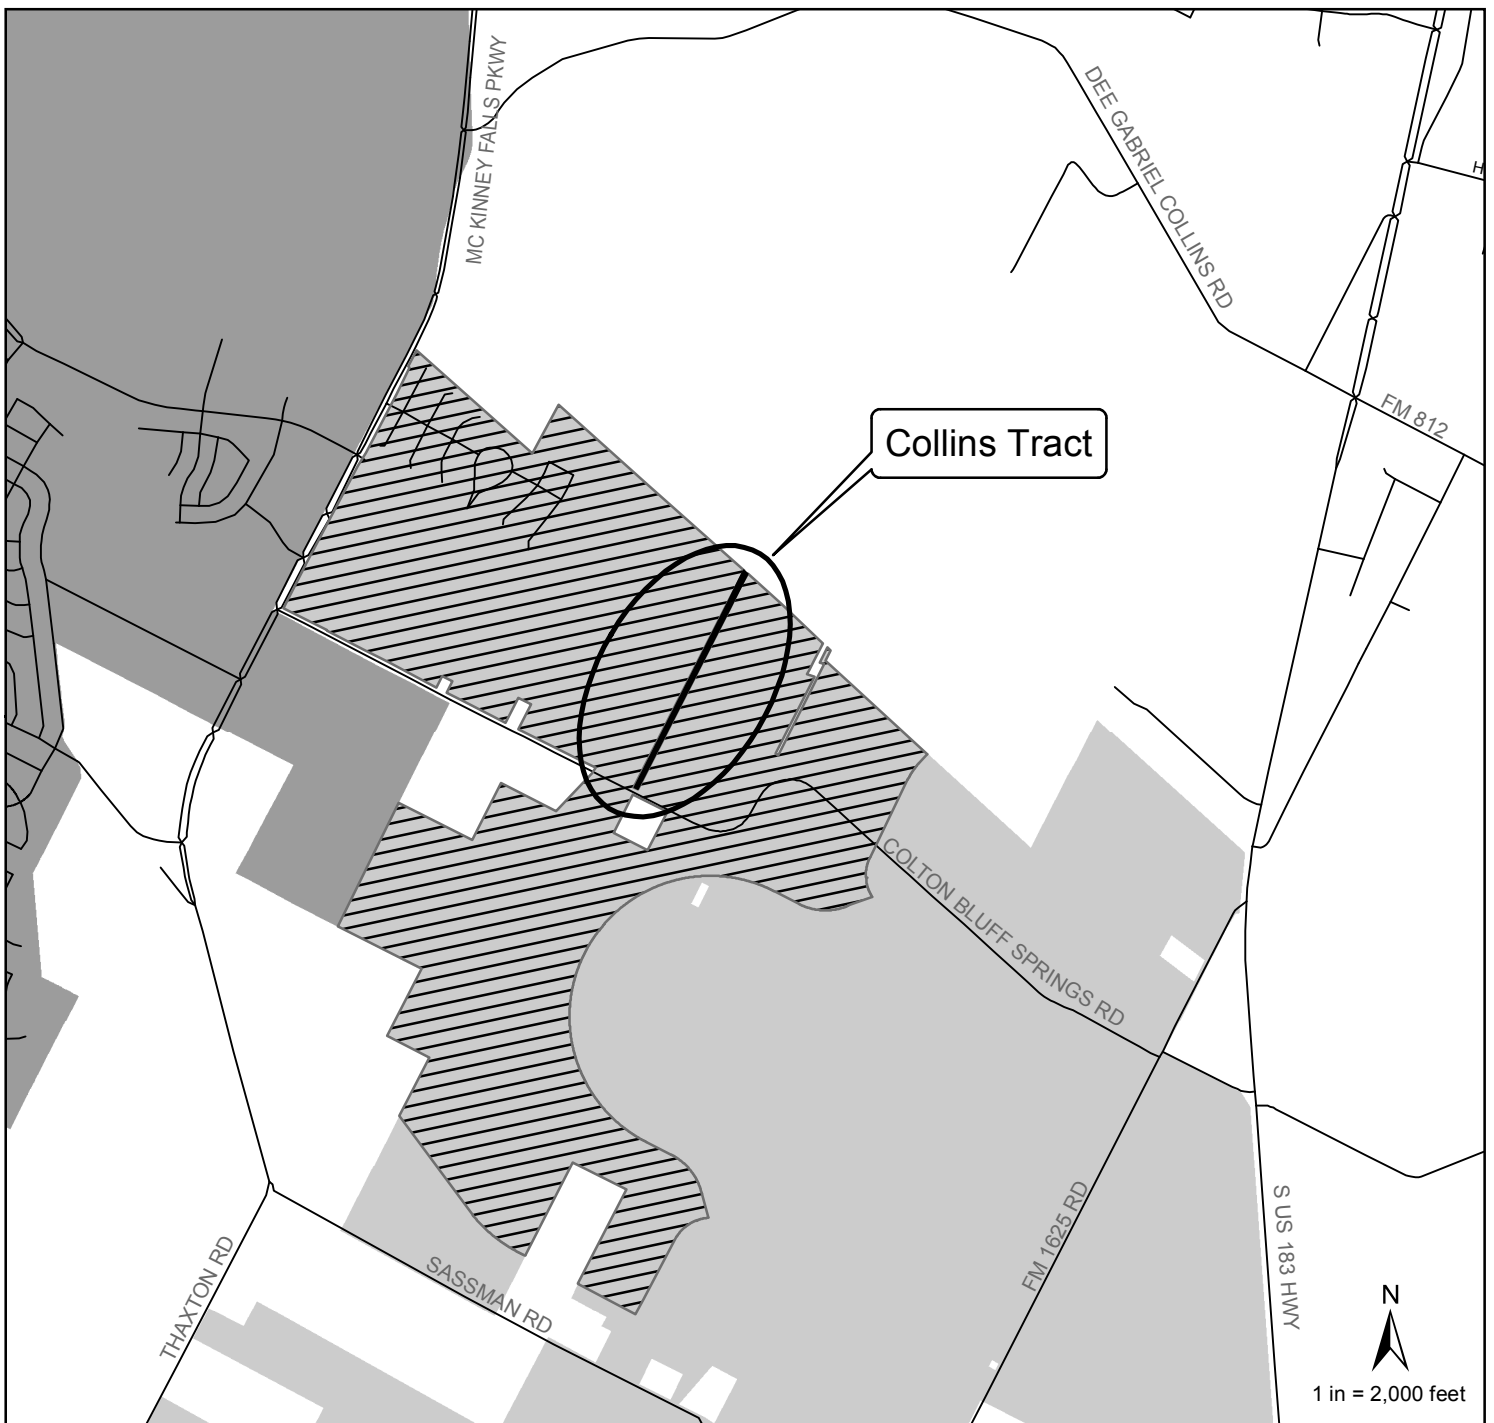 MC KINNEY FALLS PKWY
DEE GABRIEL COLLINS RD
H
FM 812
Collins Tract
COLTON BLUFF SPRINGS RD
FM 1625 RD
S US 183 HWY
THAXTON RD
SASSMAN RD
N
1 in = 2,000 feet